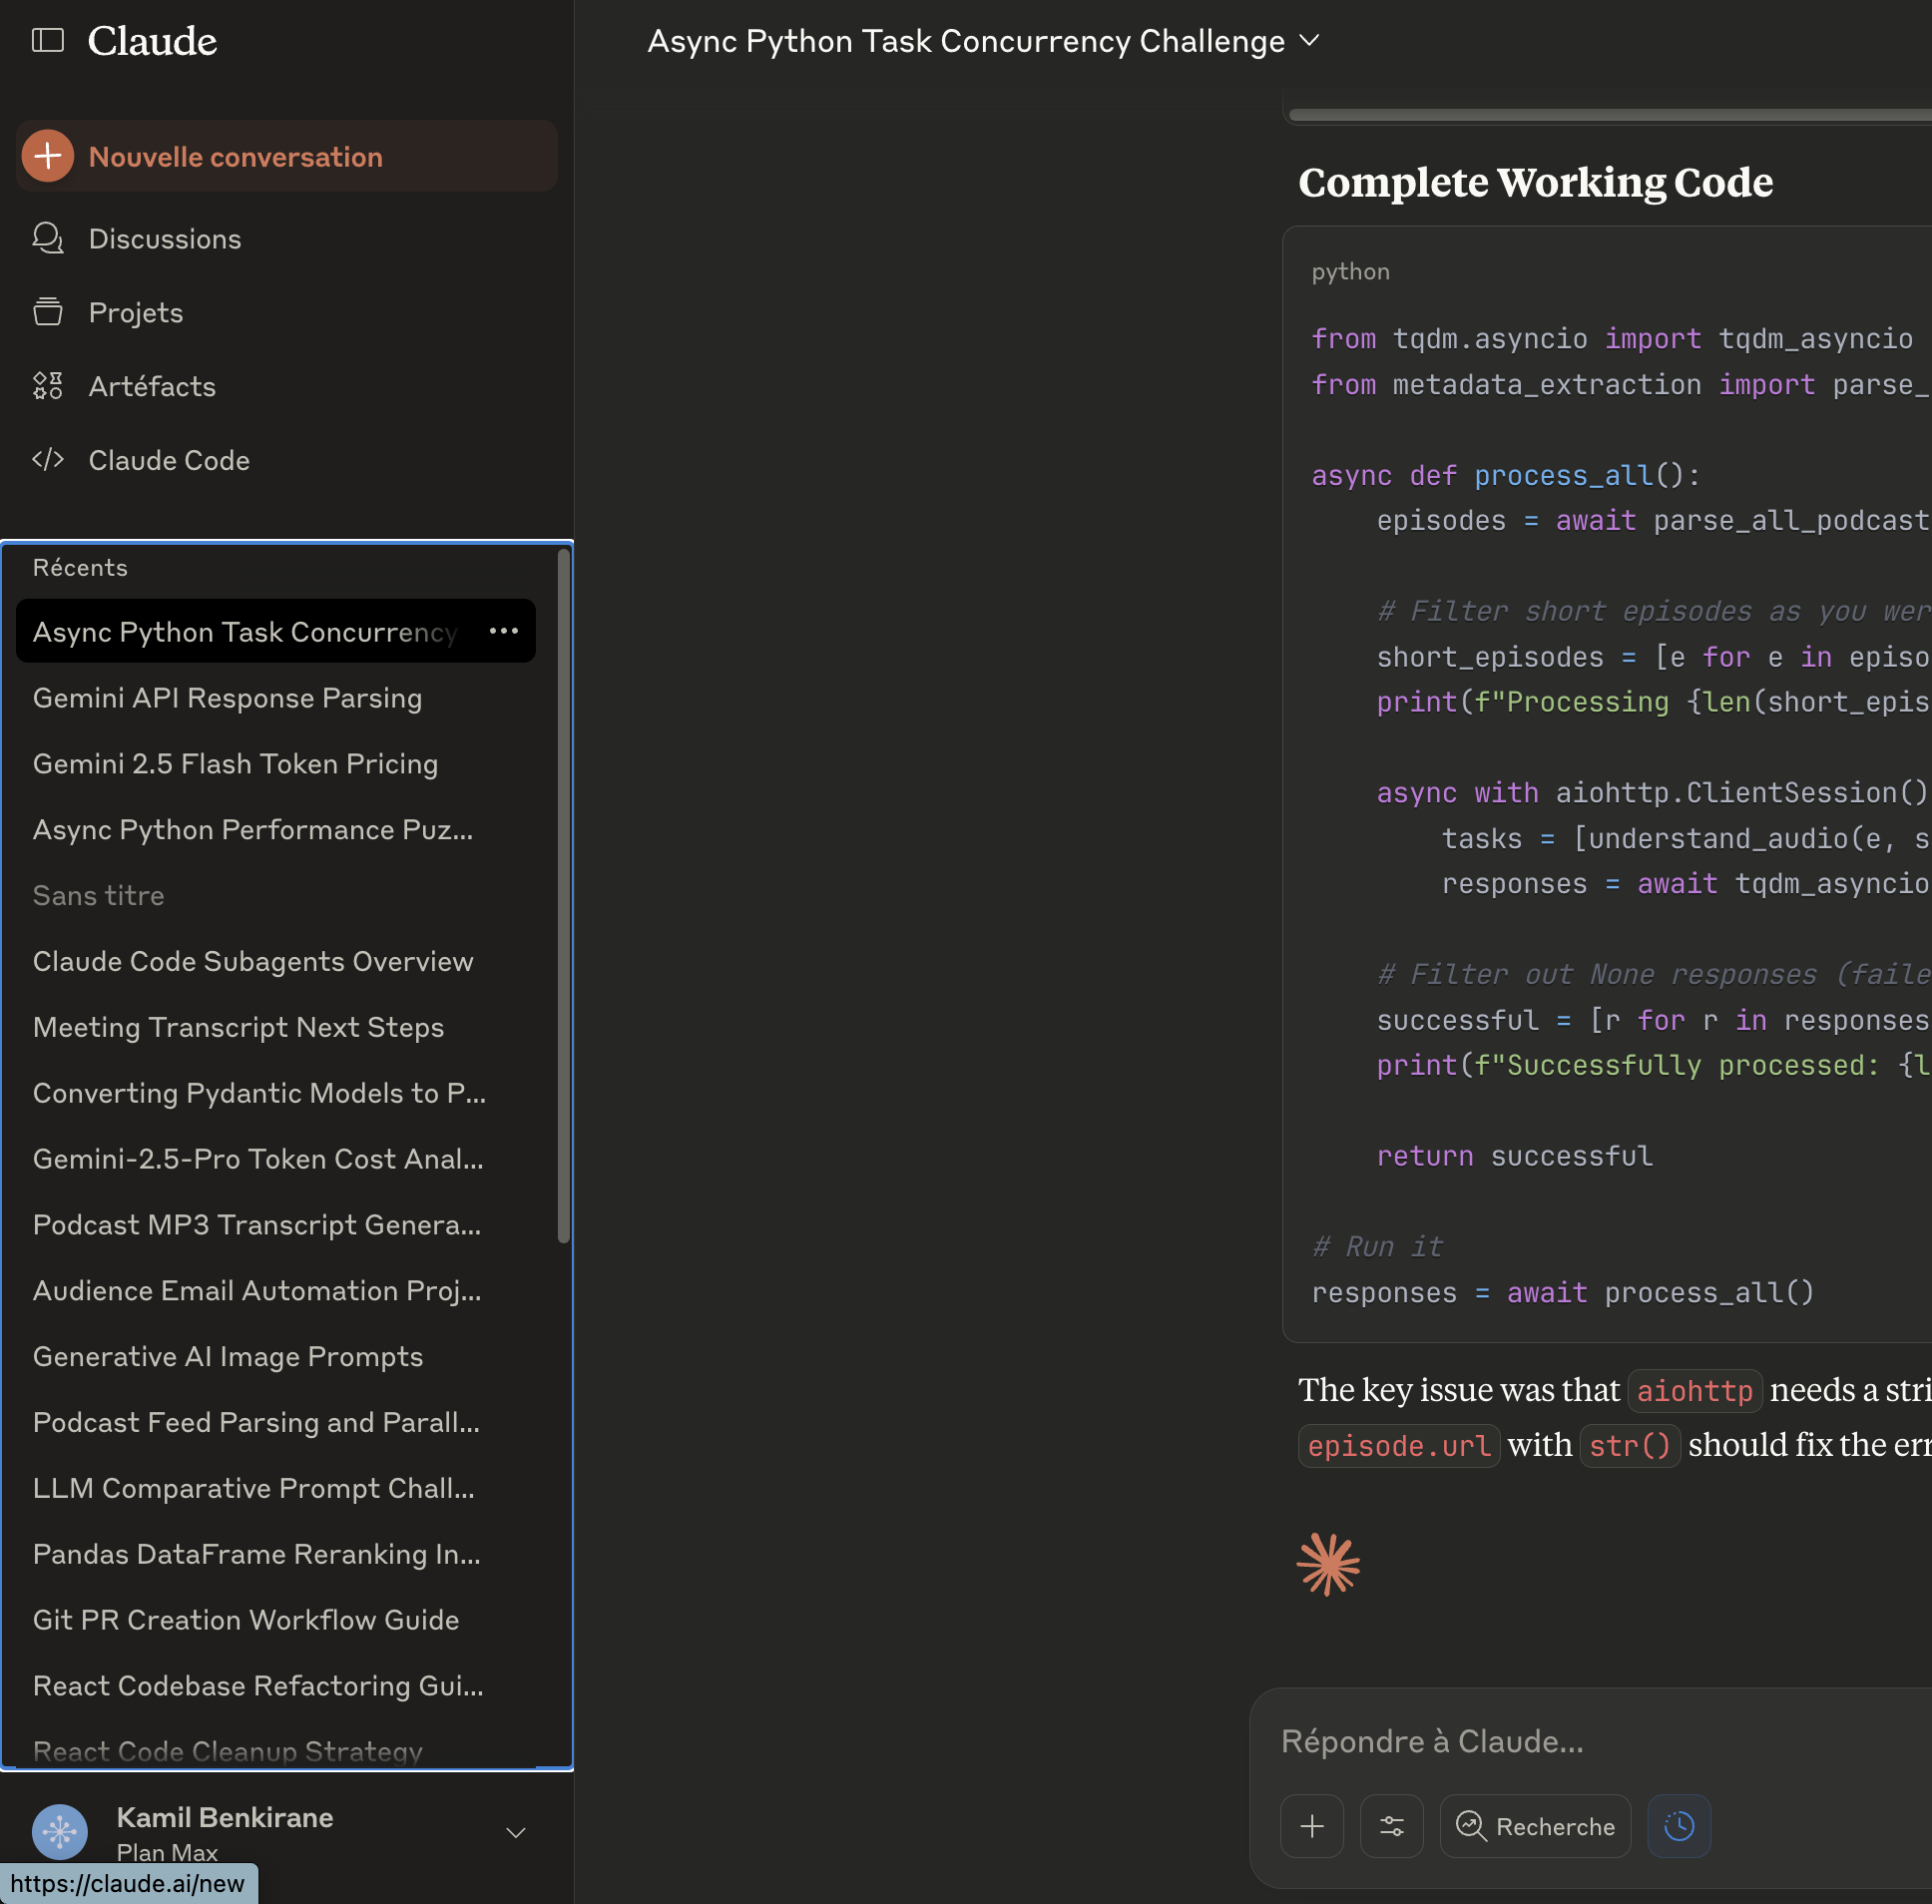 Claude
Nouvelle conversation
Discussions
Projets
Artéfacts
Claude Code
Récents
Async Python Task Concurrency
Gemini API Response Parsing
Gemini 2.5 Flash Token Pricing
Async Python Performance Puz...
Sans titre
Claude Code Subagents Overview
Meeting Transcript Next Steps
Converting Pydantic Models to P...
Gemini-2.5-Pro Token Cost Anal...
Podcast MP3 Transcript Genera...
Audience Email Automation Proj...
Generative AI Image Prompts
Podcast Feed Parsing and Parall...
LLM Comparative Prompt Chall...
Pandas DataFrame Reranking In...
Git PR Creation Workflow Guide
React Codebase Refactoring Gui...
React Code Cleanup Strategy
Kamil Benkirane
Plan Max
https://claude.ai/new
Async Python Task Concurrency Challenge
Complete Working Code
python
from tqdm.asyncio import tqdm_asyncio
from metadata_extraction import parse_
async def process_all():
episodes = await parse_all_podcast
# Filter short episodes as you wer
short_episodes = [e for e in episo
print(f"Processing {len(short_epis
async with aiohttp.ClientSession()
tasks = [understand_audio(e, s
responses = await tqdm_asyncio
# Filter out None responses (faile
successful = [r for r in responses
print(f"Successfully processed: {l
return successful
# Run it
responses = await process_all()
The key issue was that aiohttp needs a stri
episode.url with str() should fix the err
Répondre à Claude...
Recherche